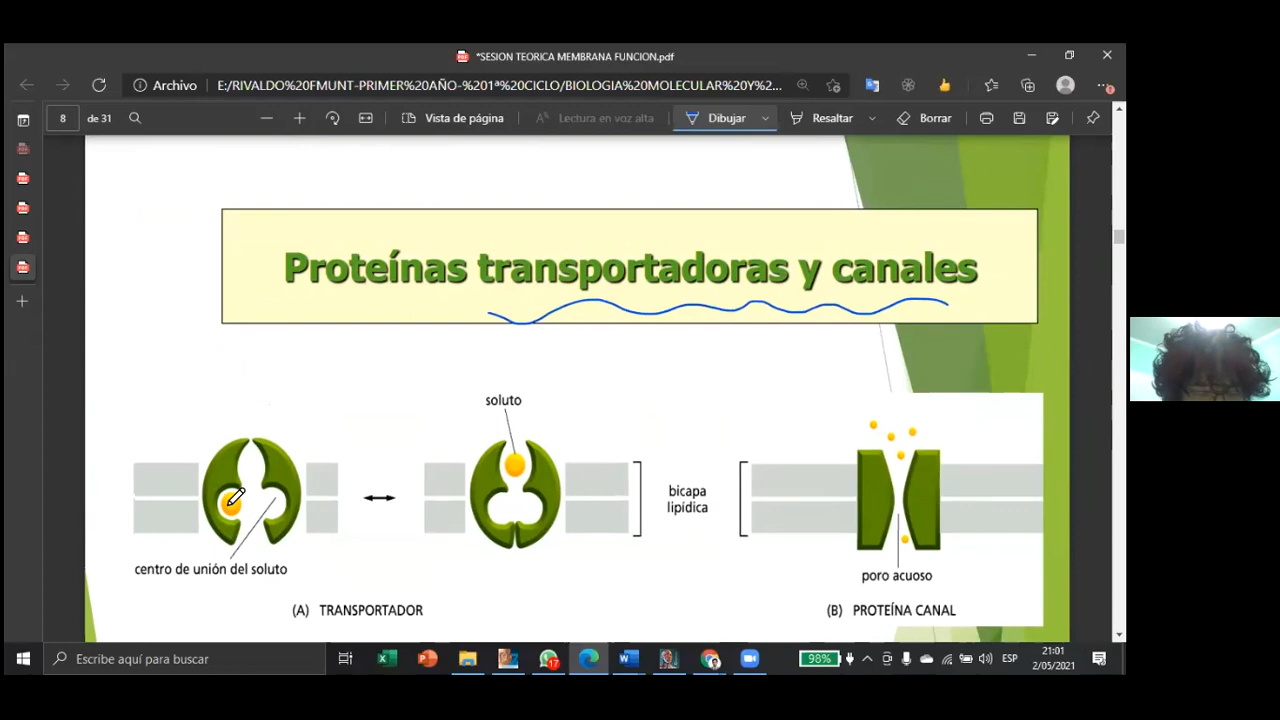 *SESION TEORICA MEMBRANA FUNCION.pdf
Archivo E:/RIVALDO%20FMUNT-PRIMER%20AÑO-%201ª%20CICLO/BIOLOGIA%20MOLECULAR%20Y%2...
8 de 31 Vista de página Lectura en voz alta Dibujar Resaltar Borrar
Proteínas transportadoras y canales
soluto
bicapa
lipídica
centro de unión del soluto
poro acuoso
(A) TRANSPORTADOR
(B) PROTEÍNA CANAL
Escribe aquí para buscar
17
98%
ESP
21:01
2/05/2021